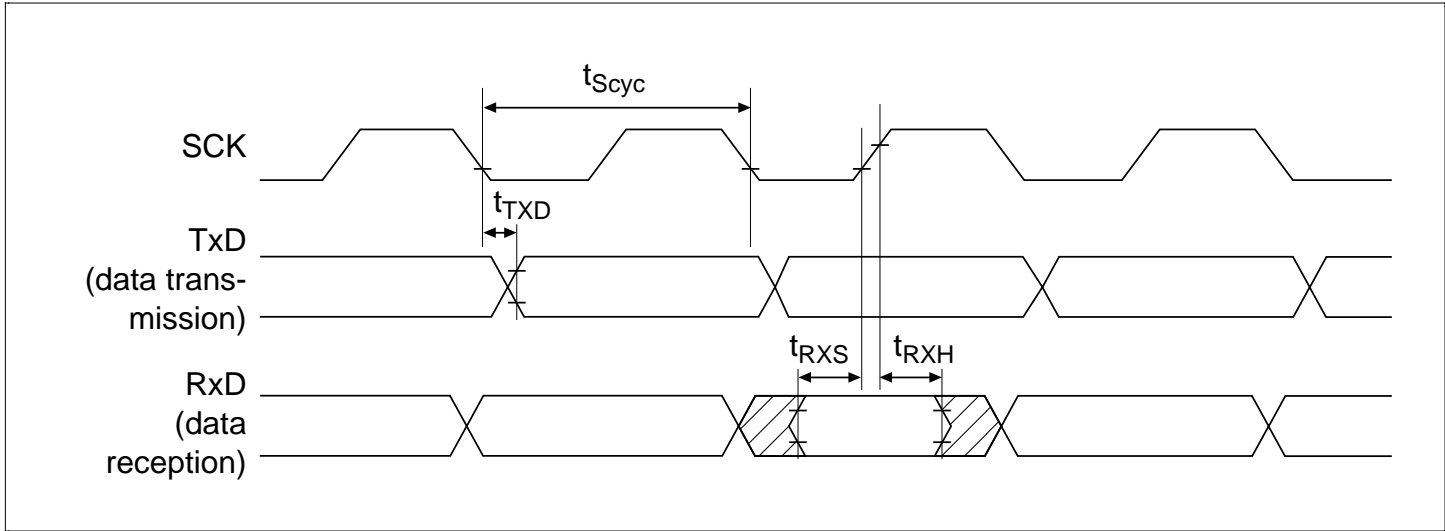 tScyc
SCK
tTXD
TxD
(data trans-
mission)
tRXS
tRXH
RxD
(data
reception)